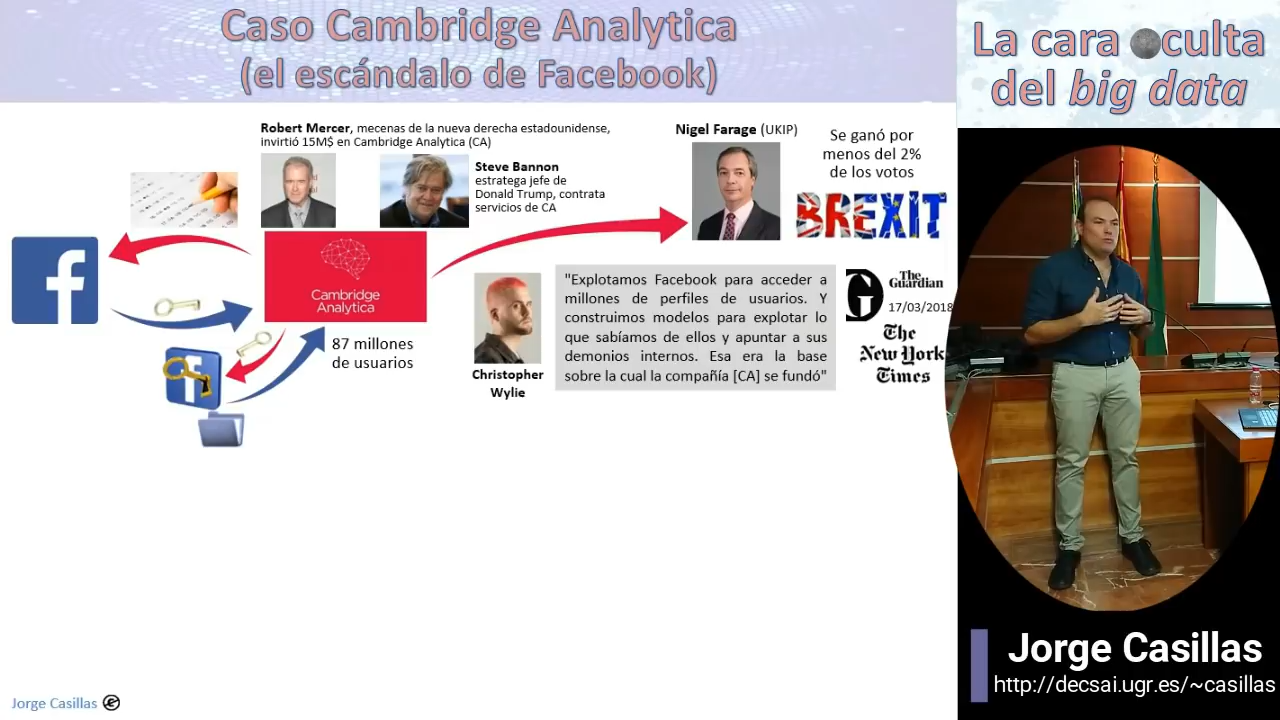 Caso Cambridge Analytica
(el escándalo de Facebook)
La cara oculta
del big data
Robert Mercer, mecenas de la nueva derecha estadounidense,
invirtió 15M$ en Cambridge Analytica (CA)
Steve Bannon
estratega jefe de
Donald Trump, contrata
servicios de CA
Nigel Farage (UKIP)
Se ganó por
menos del 2%
de los votos
BREXIT
f
Cambridge
Analytica
87 millones
de usuarios
Christopher
Wylie
"Explotamos Facebook para acceder a
millones de perfiles de usuarios. Y
construimos modelos para explotar lo
que sabíamos de ellos y apuntar a sus
demonios internos. Esa era la base
sobre la cual la compañía [CA] se fundó"
G
The
Guardian
17/03/2018
The
New York
Times
Jorge Casillas
Jorge Casillas
http://decsai.ugr.es/~casillas